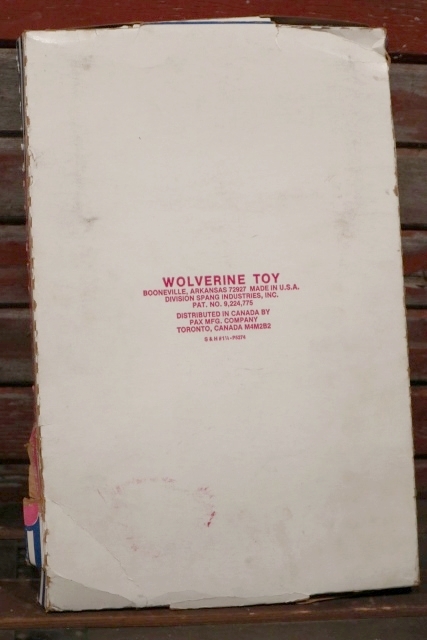 WOLVERINE TOY
BOONEVILLE, ARKANSAS 72927 MADE IN U.S.A.
DIVISION SPANG INDUSTRIES, INC.
PAT. NO. 9,224,775
DISTRIBUTED IN CANADA BY
PAX MFG. COMPANY
TORONTO, CANADA M4M2B2